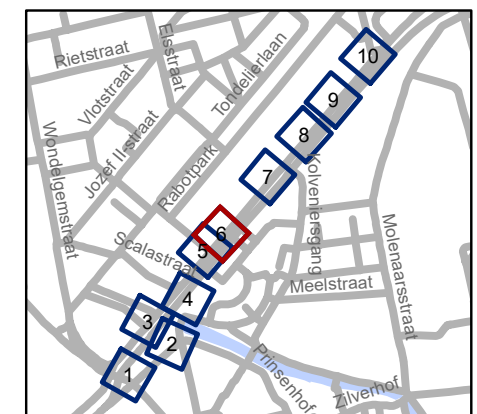 10
Rietstraat
Elsstraat
Tondelierlaan
Vlotstraat
9
Jozef II-straat
8
Wondelgemstraat
Rabotpark
7
Kolveniersgang
6
5
Scalastraat
Molenaarsstraat
Meelstraat
4
3
2
Prinsenhof
1
Zilverhof